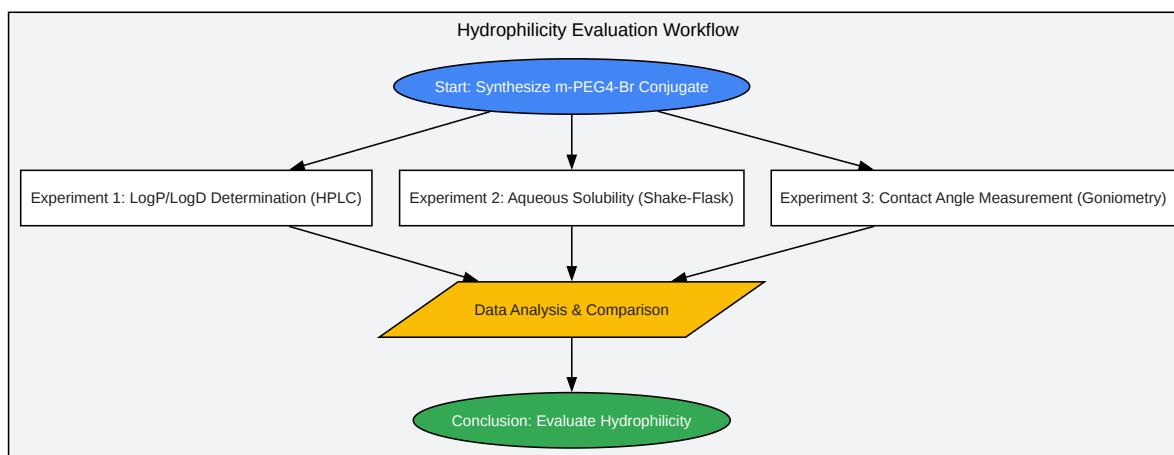 Hydrophilicity Evaluation Workflow
Start: Synthesize m-PEG4-Br Conjugate
Experiment 1: LogP/LogD Determination (HPLC)
Experiment 2: Aqueous Solubility (Shake-Flask)
Experiment 3: Contact Angle Measurement (Goniometry)
Data Analysis & Comparison
Conclusion: Evaluate Hydrophilicity